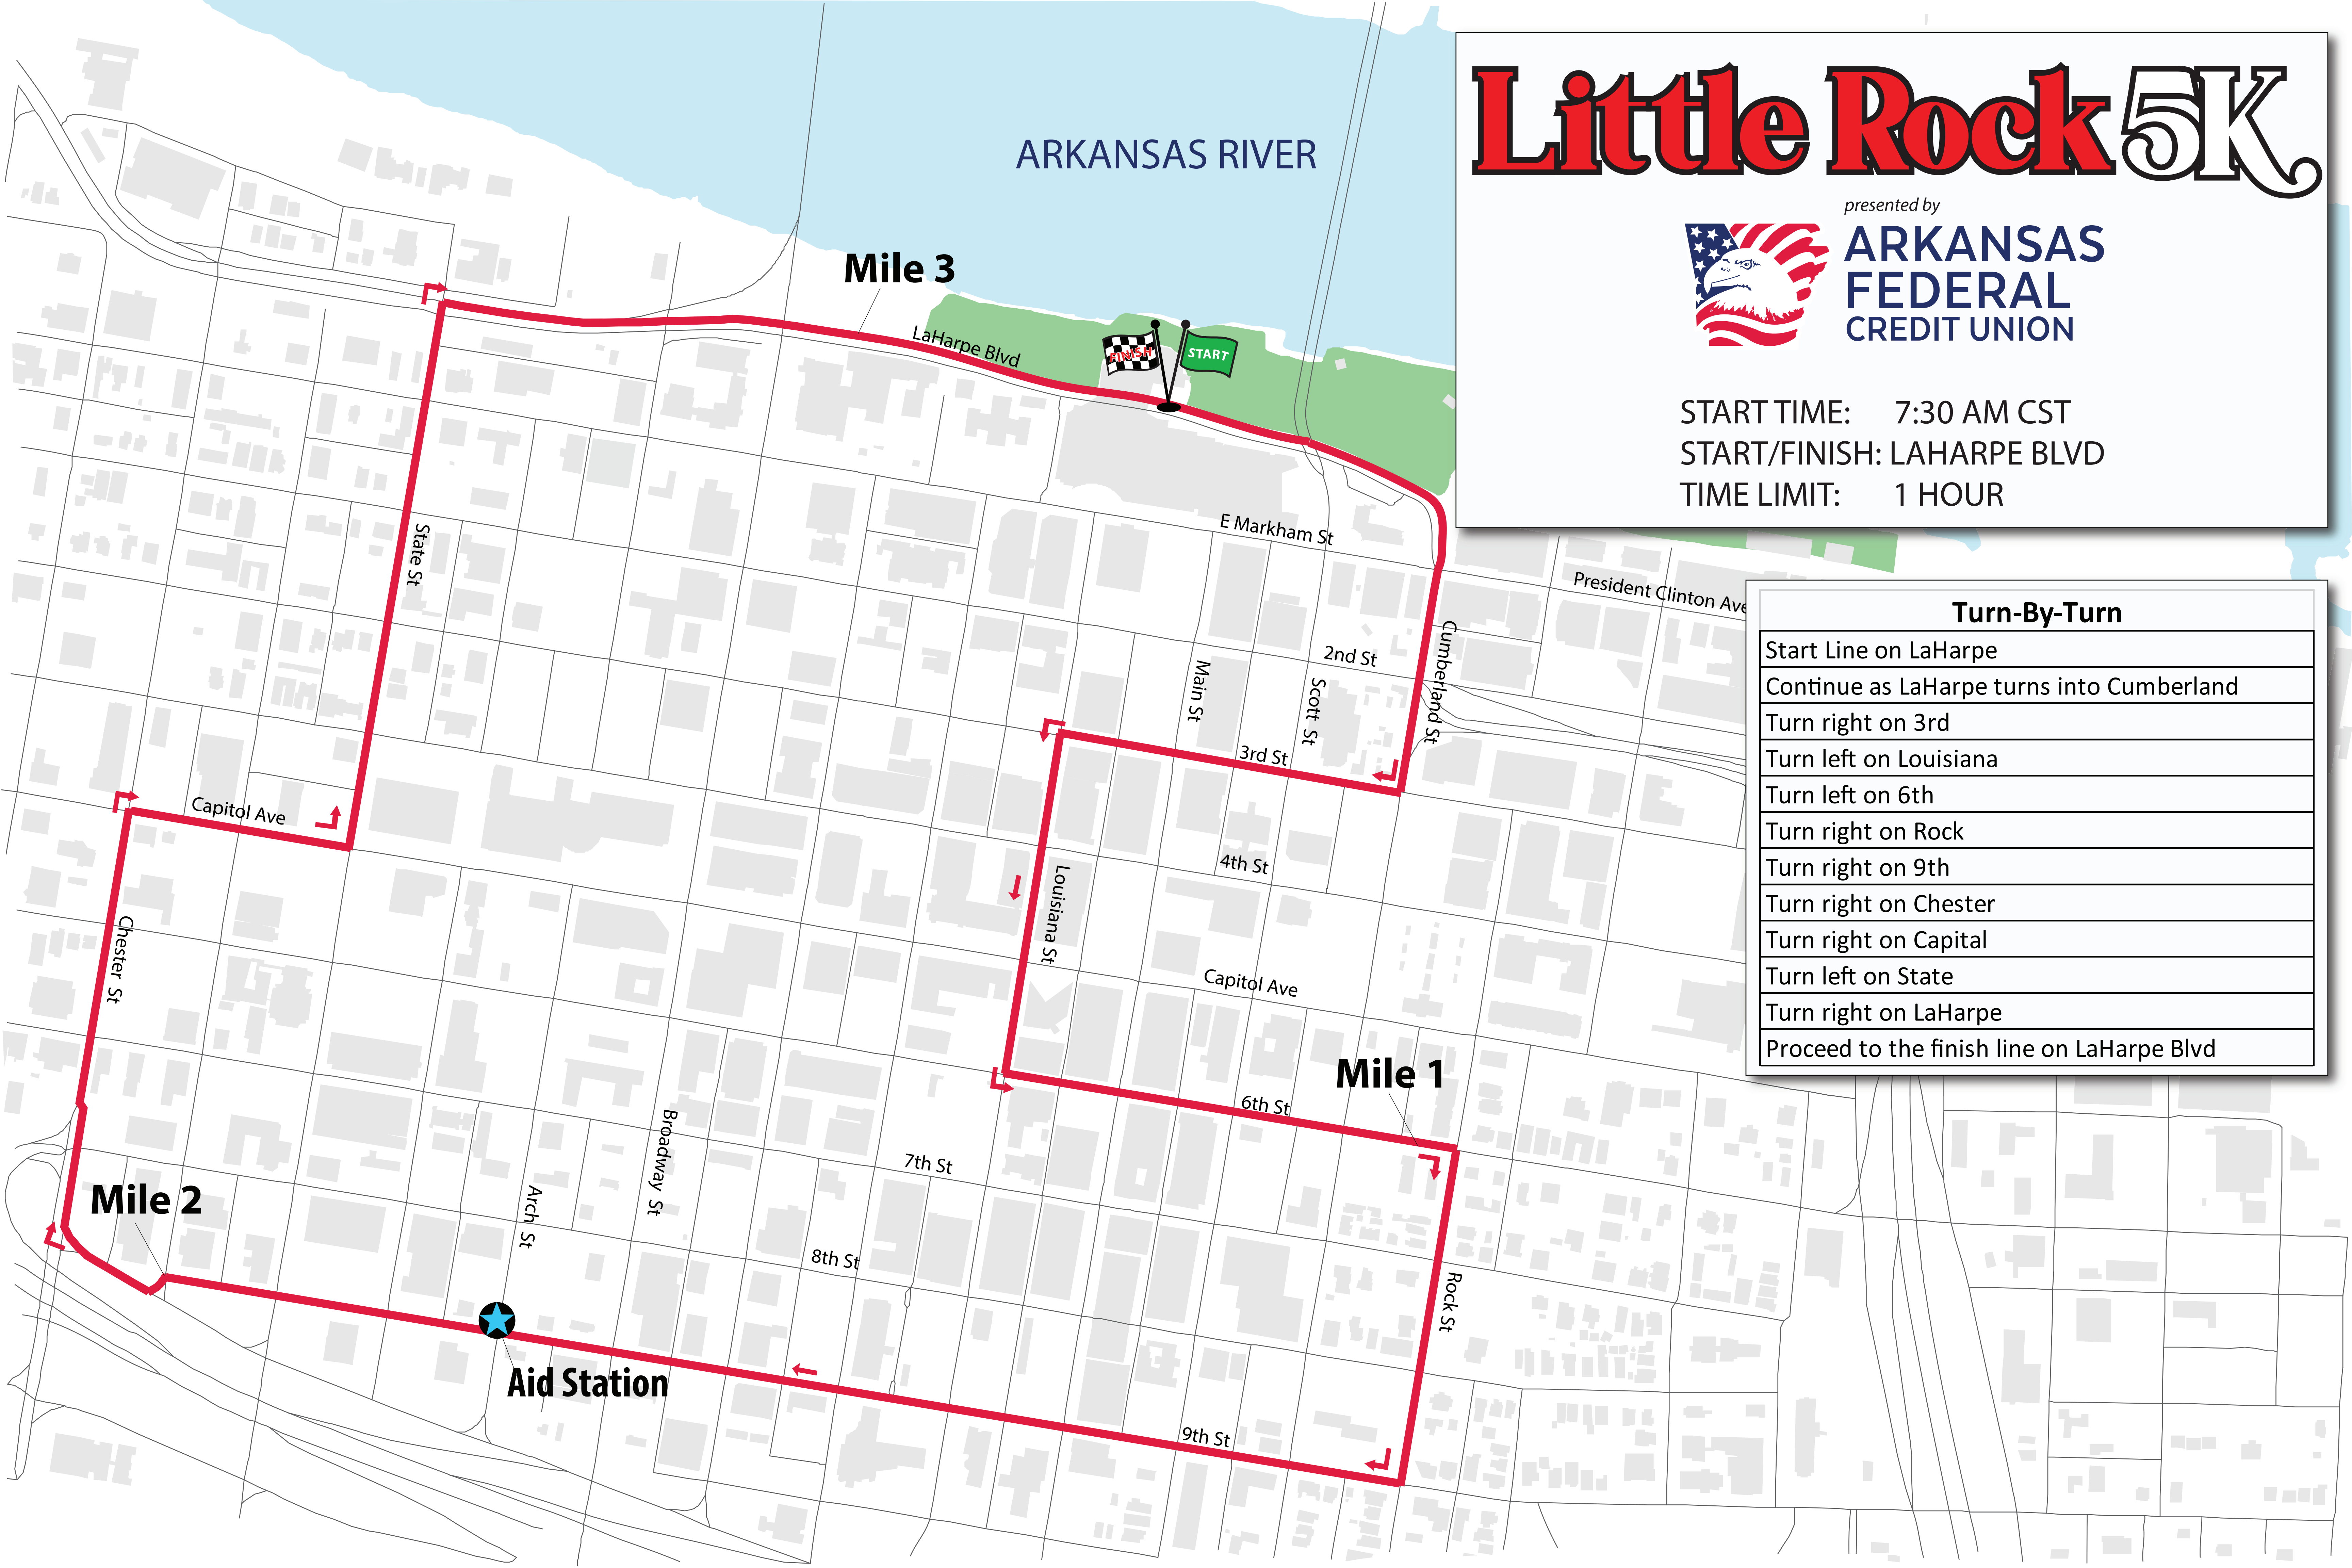 Little Rock 5K
presented by
ARKANSAS
FEDERAL
CREDIT UNION
START TIME: 7:30 AM CST
START/FINISH: LAHARPE BLVD
TIME LIMIT: 1 HOUR
Turn-By-Turn
Start Line on LaHarpe
Continue as LaHarpe turns into Cumberland
Turn right on 3rd
Turn left on Louisiana
Turn left on 6th
Turn right on Rock
Turn right on 9th
Turn right on Chester
Turn right on Capital
Turn left on State
Turn right on LaHarpe
Proceed to the finish line on LaHarpe Blvd
ARKANSAS RIVER
Mile 3
LaHarpe Blvd
FINISH
START
E Markham St
State St
President Clinton Ave
Cumberland St
2nd St
Main St
Scott St
3rd St
Capitol Ave
4th St
Louisiana St
Chester St
Capitol Ave
Mile 1
6th St
Broadway St
7th St
Mile 2
Arch St
8th St
Rock St
Aid Station
9th St